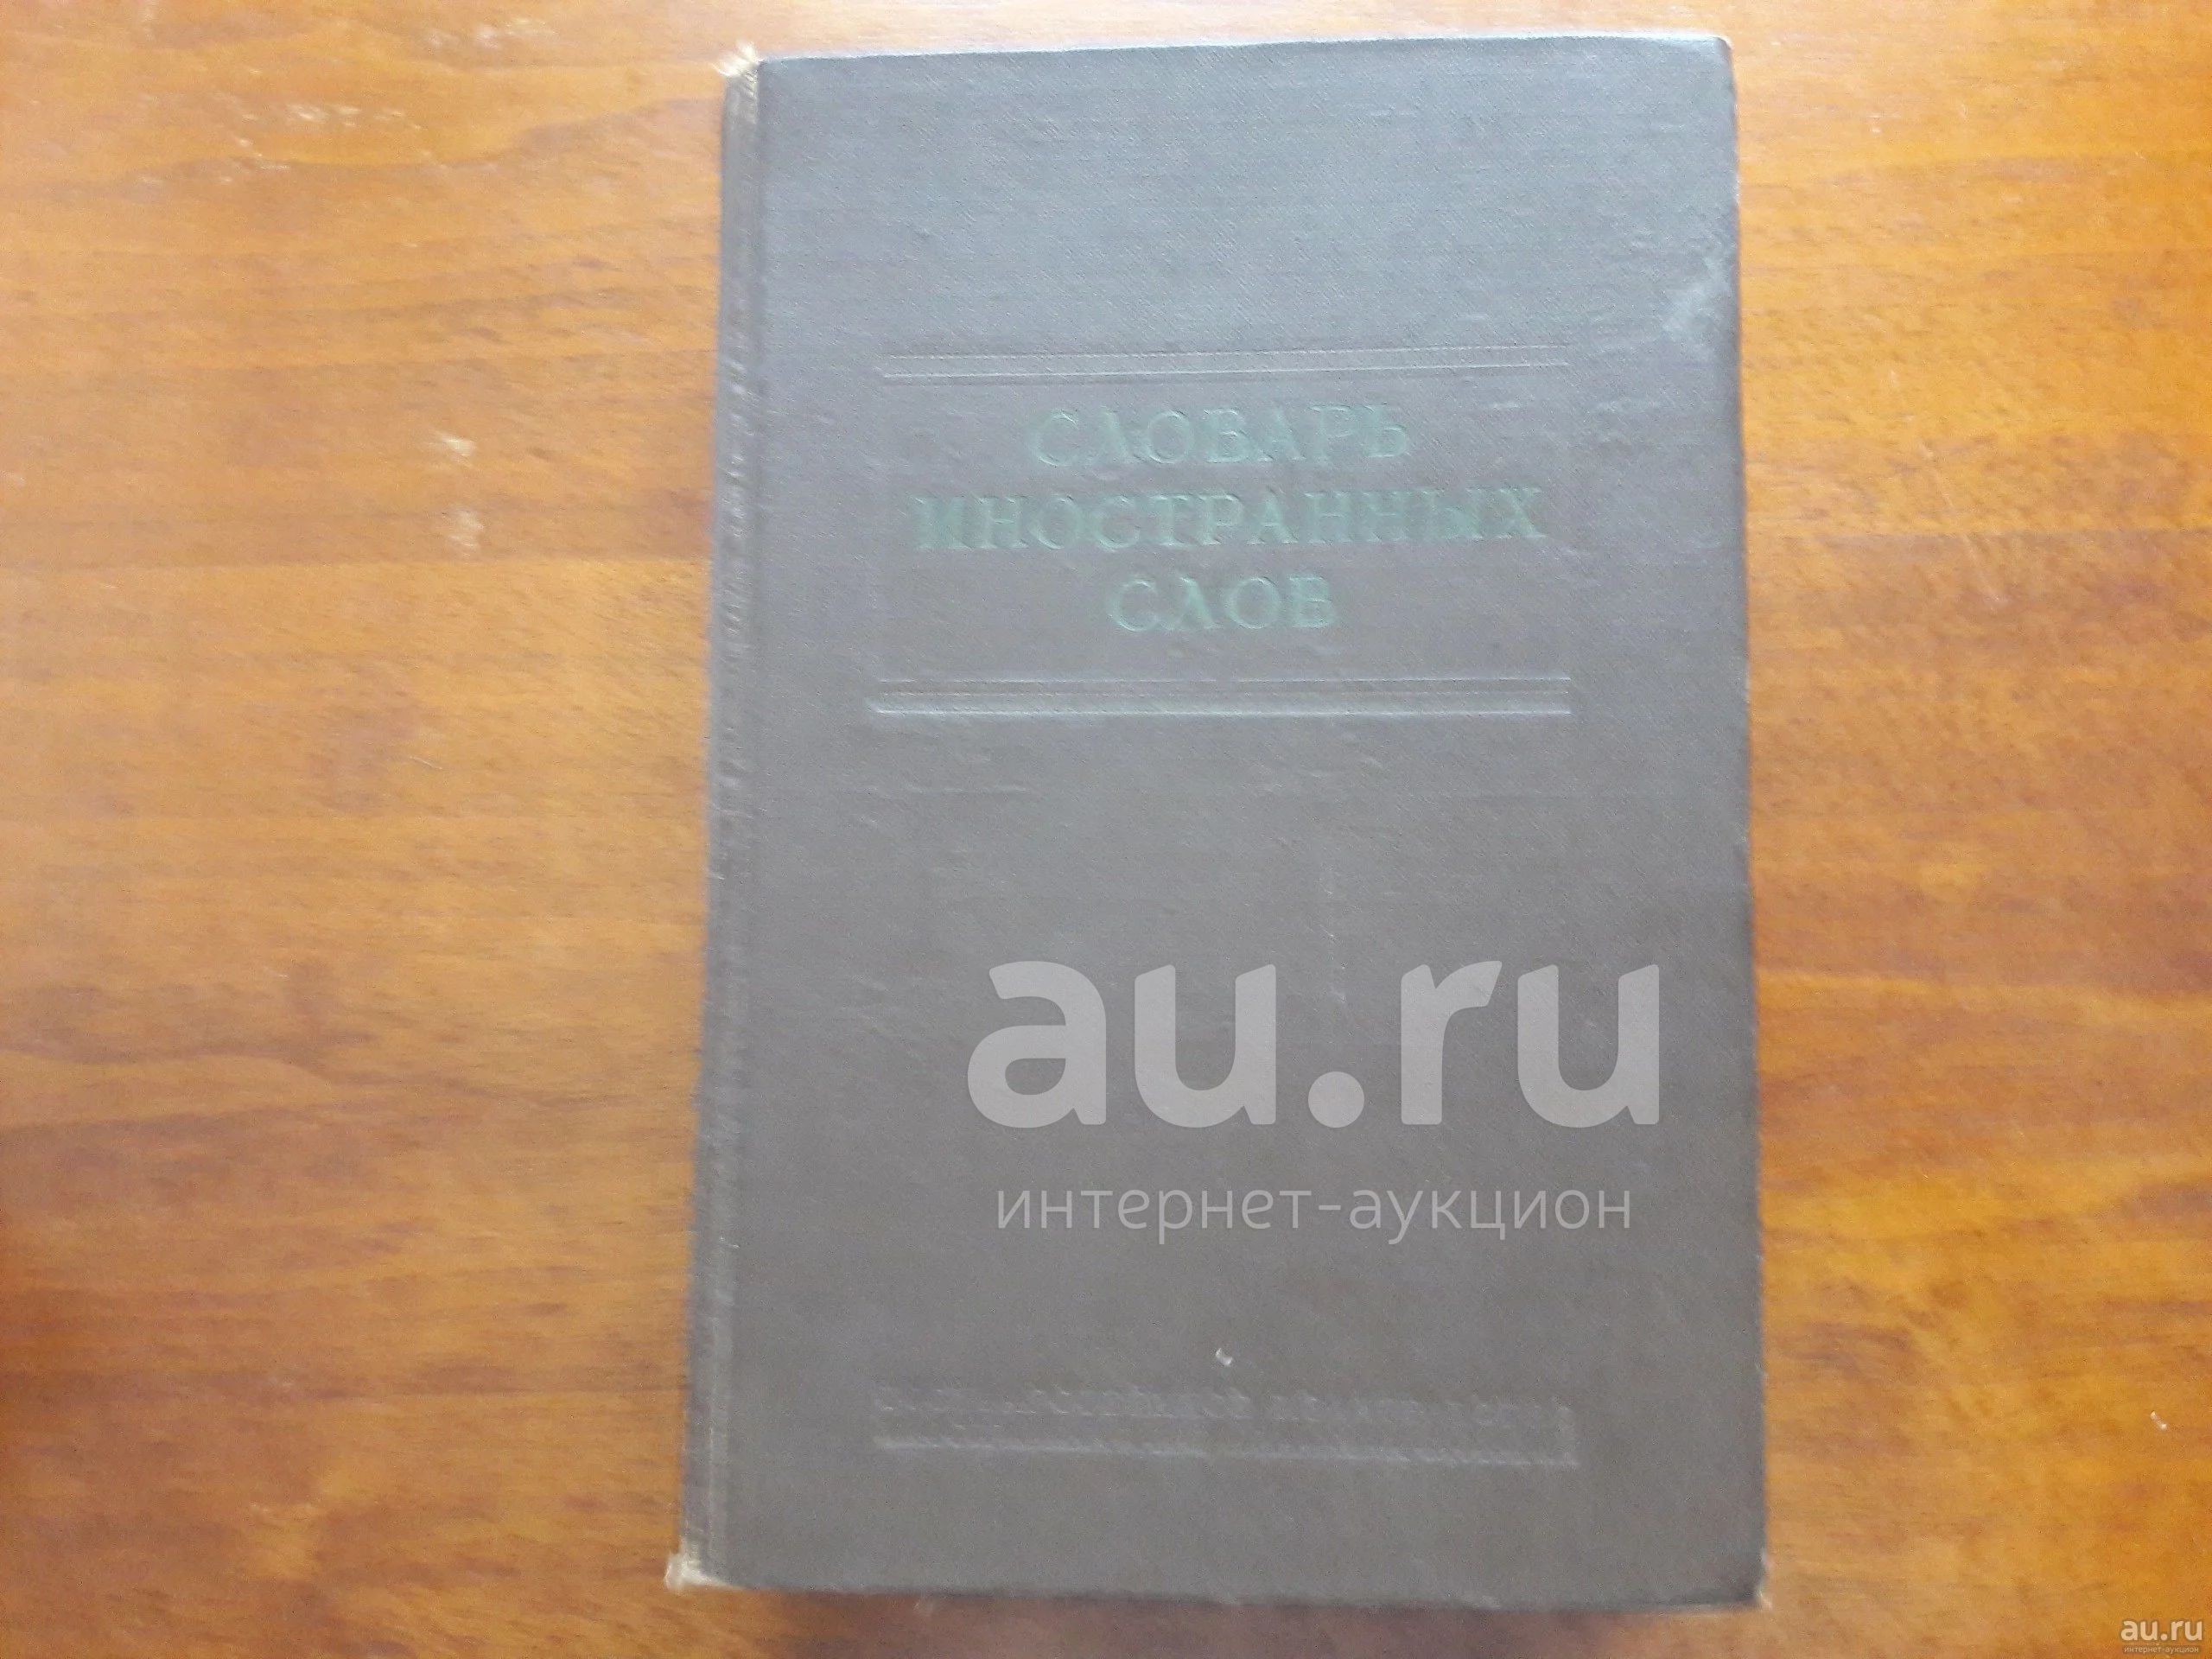 СЛОВАРЬ
ИНОСТРАННЫХ
СЛОВ
au.ru
интернет-аукцион
au.ru
интернет-аукцион